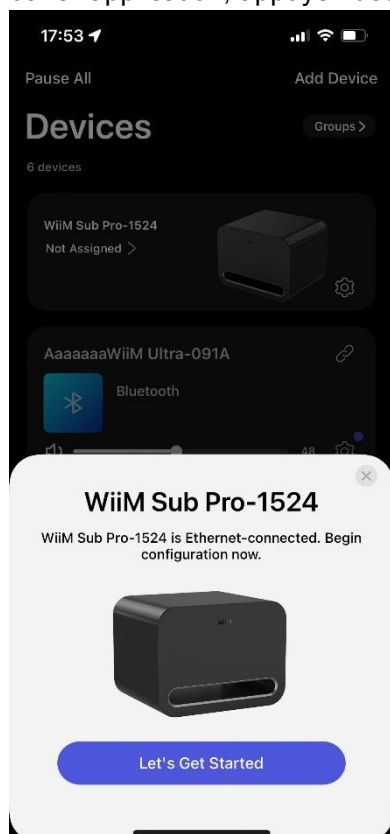 17:53
Pause All
Add Device
Devices
Groups >
6 devices
WiiM Sub Pro-1524
Not Assigned >
AaaaaaaWiiM Ultra-091A
Bluetooth
48
WiiM Sub Pro-1524
WiiM Sub Pro-1524 is Ethernet-connected. Begin
configuration now.
WiiM
Let's Get Started